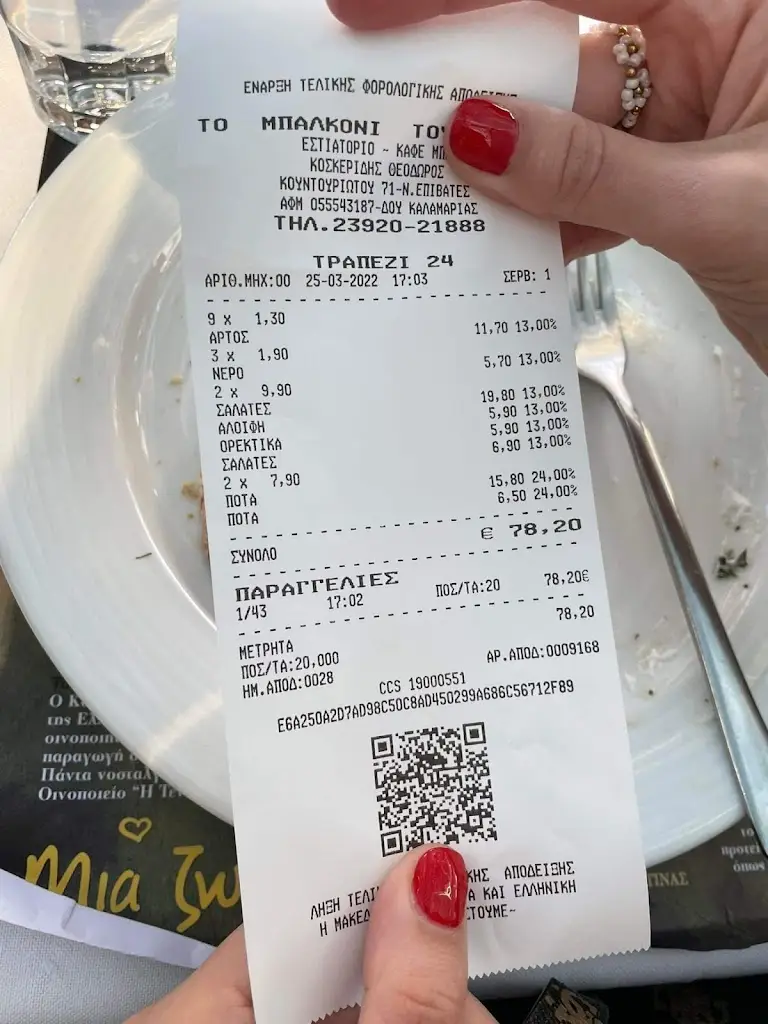 ΕΝΑΡΞΗ ΤΕΛΙΚΗΣ ΦΟΡΟΛΟΓΙΚΗΣ
ΤΟ ΜΠΑΛΚΟΝΙ
ΕΣΤΙΑΤΟΡΙΟ - ΚΑΦΕ
ΚΟΣΚΕΡΙΔΗΣ ΘΕΟΔΩΡΟΣ
ΚΟΥΝΤΟΥΡΙΩΤΟΥ 71-Ν.ΕΠΙΒΑΤΕΣ
ΑΦΜ 055543187-ΔΟΥ ΚΑΛΑΜΑΡΙΑΣ
ΤΗΛ.23920-21888
ΤΡΑΠΕΖΙ 24
ΑΡΙΘ.ΜΗΧ:00 25-03-2022 17:03 ΣΕΡΒ: 1
9 x 1,30
ΑΡΤΟΣ 11,70 13,00%
3 x 1,90
ΝΕΡΟ 5,70 13,00%
2 x 9,90
ΣΑΛΑΤΕΣ 19,80 13,00%
ΑΛΟΙΦΗ 5,90 13,00%
ΟΡΕΚΤΙΚΑ 5,90 13,00%
ΣΑΛΑΤΕΣ 6,90 13,00%
2 x 7,90
ΠΟΤΑ 15,80 24,00%
ΠΟΤΑ 6,50 24,00%
ΣΥΝΟΛΟ € 78,20
ΠΑΡΑΓΓΕΛΙΕΣ
1/43 17:02 ΠΟΣ/ΤΑ:20 78,20€
ΜΕΤΡΗΤΑ 78,20
ΠΟΣ/ΤΑ:20,000
ΗΜ.ΑΠΟΔ:0028 ΑΡ.ΑΠΟΔ:0009168
CCS 19000551
E6A250A2D7AD98C50C8AD450299A686C56712F89
ΛΗΞΗ ΑΠΟΔΕΙΞΗΣ
Η ΚΑΙ ΕΛΛΗΝΙΚΗ
Ο
της
παραγωγή
Πάντα
Οινοποιείο "Η
Μια
όπως